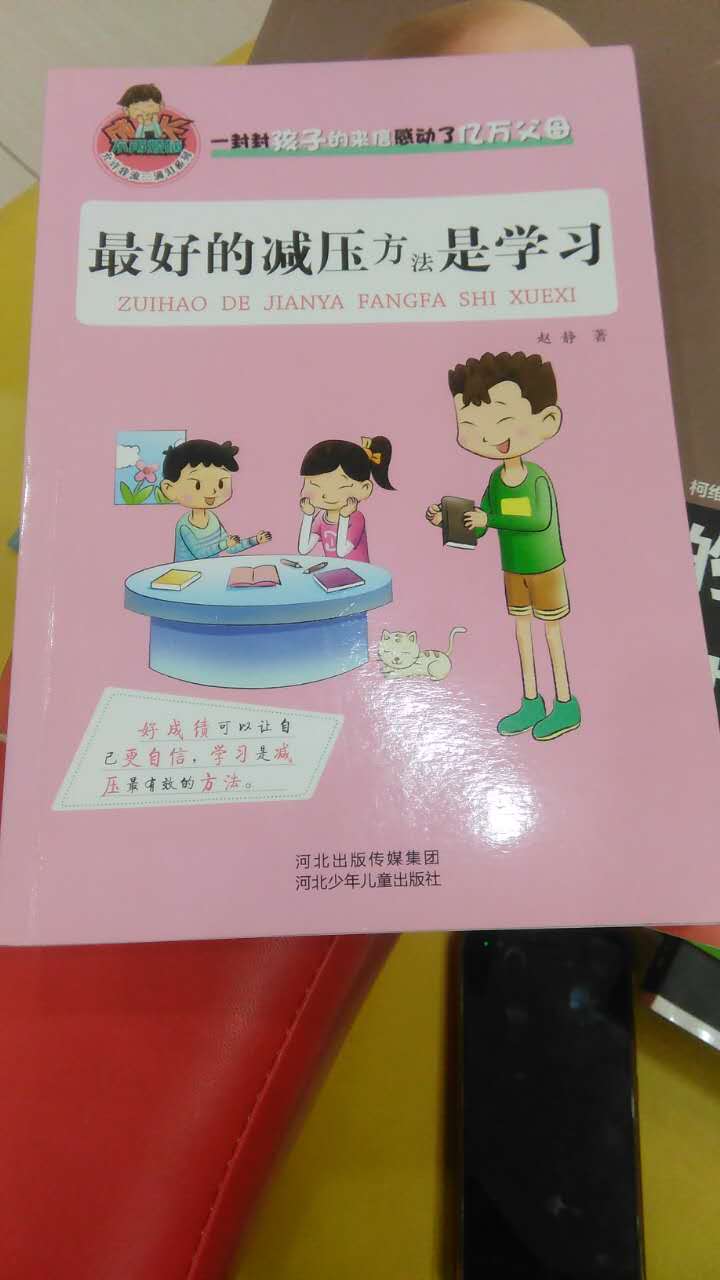 一封封孩子的来信感动了几万父母
最好的减压方法是学习
ZUIHAO DE JIANYA FANGFA SHI XUEXI
赵静 著
好成绩可以让自
己更自信，学习是减
压最有效的方法。
河北出版传媒集团
河北少年儿童出版社
柯维